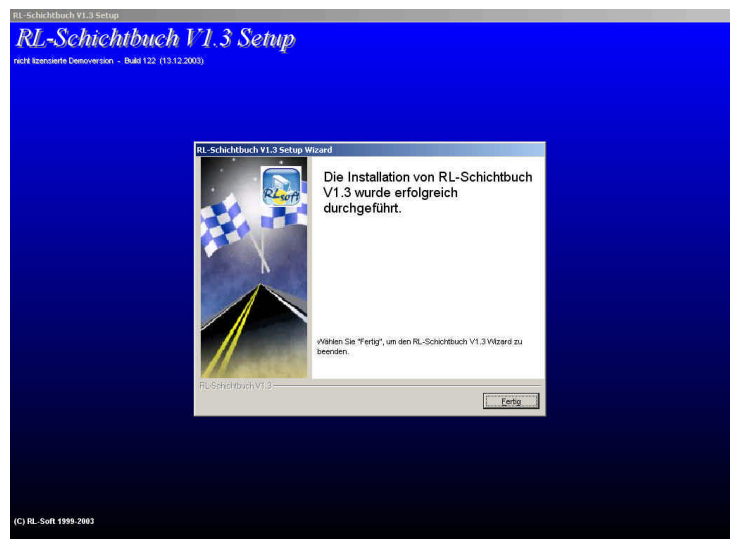 RL-Schichtbuch V1.3 Setup
RL-Schichtbuch V1.3 Setup
nicht lizensierte Demoversion - Build 122 (13.12.2003)
RL-Schichtbuch V1.3 Setup Wizard
RLsoft
Die Installation von RL-Schichtbuch
V1.3 wurde erfolgreich
durchgeführt.
Wählen Sie "Fertig", um den RL-Schichtbuch V1.3 Wizard zu
beenden.
RL-Schichtbuch V1.3
Fertig
(C) RL-Soft 1999-2003